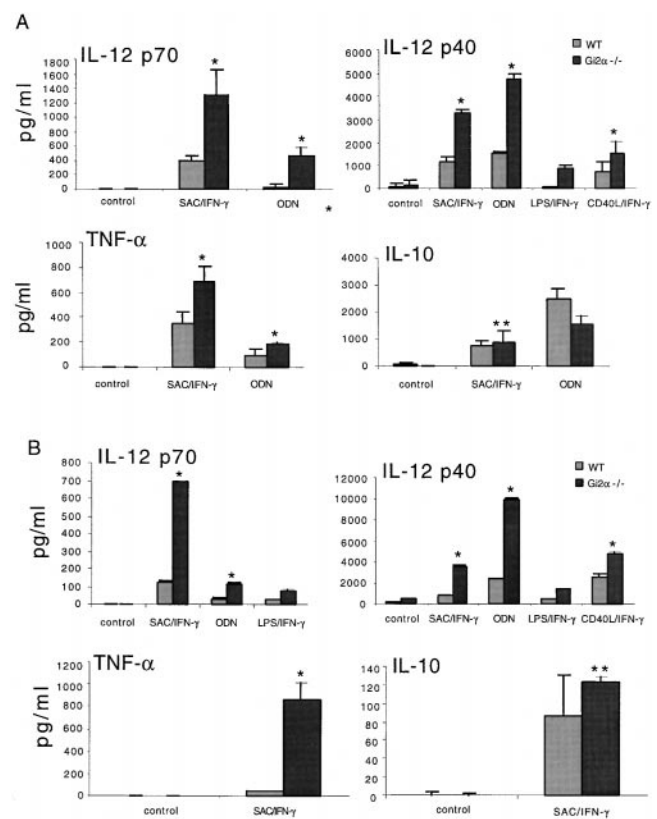 A
IL-12 p70
pg/ml
1800
1600
1400
1200
1000
800
600
400
200
0
*
*
control SAC/IFN-γ ODN
*
IL-12 p40
WT
Gi2α -/-
6000
5000
4000
3000
2000
1000
0
*
*
*
control SAC/IFN-γ ODN LPS/IFN-γ CD40L/IFN-γ
TNF-α
pg/ml
1000
800
600
400
200
0
*
*
control SAC/IFN-γ ODN
IL-10
4000
3000
2000
1000
0
**
control SAC/IFN-γ ODN
B
IL-12 p70
pg/ml
800
700
600
500
400
300
200
100
0
*
*
control SAC/IFN-γ ODN LPS/IFN-γ
IL-12 p40
WT
Gi2α -/-
12000
10000
8000
6000
4000
2000
0
*
*
*
control SAC/IFN-γ ODN LPS/IFN-γ CD40L/IFN-γ
TNF-α
pg/ml
1200
1000
800
600
400
200
0
*
control SAC/IFN-γ
IL-10
140
120
100
80
60
40
20
0
**
control SAC/IFN-γ